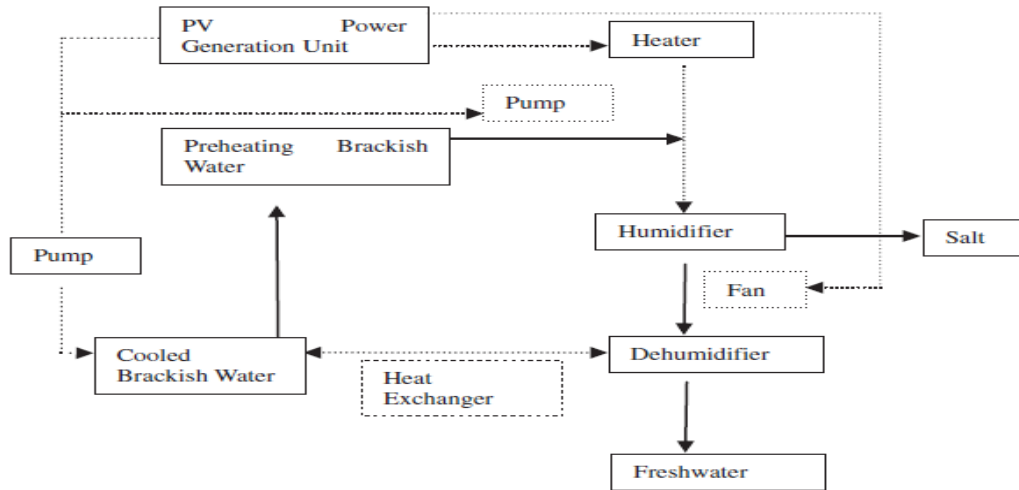 PV Power
Generation Unit
Heater
Pump
Preheating Brackish
Water
Humidifier
Salt
Pump
Fan
Cooled
Brackish Water
Dehumidifier
Heat
Exchanger
Freshwater